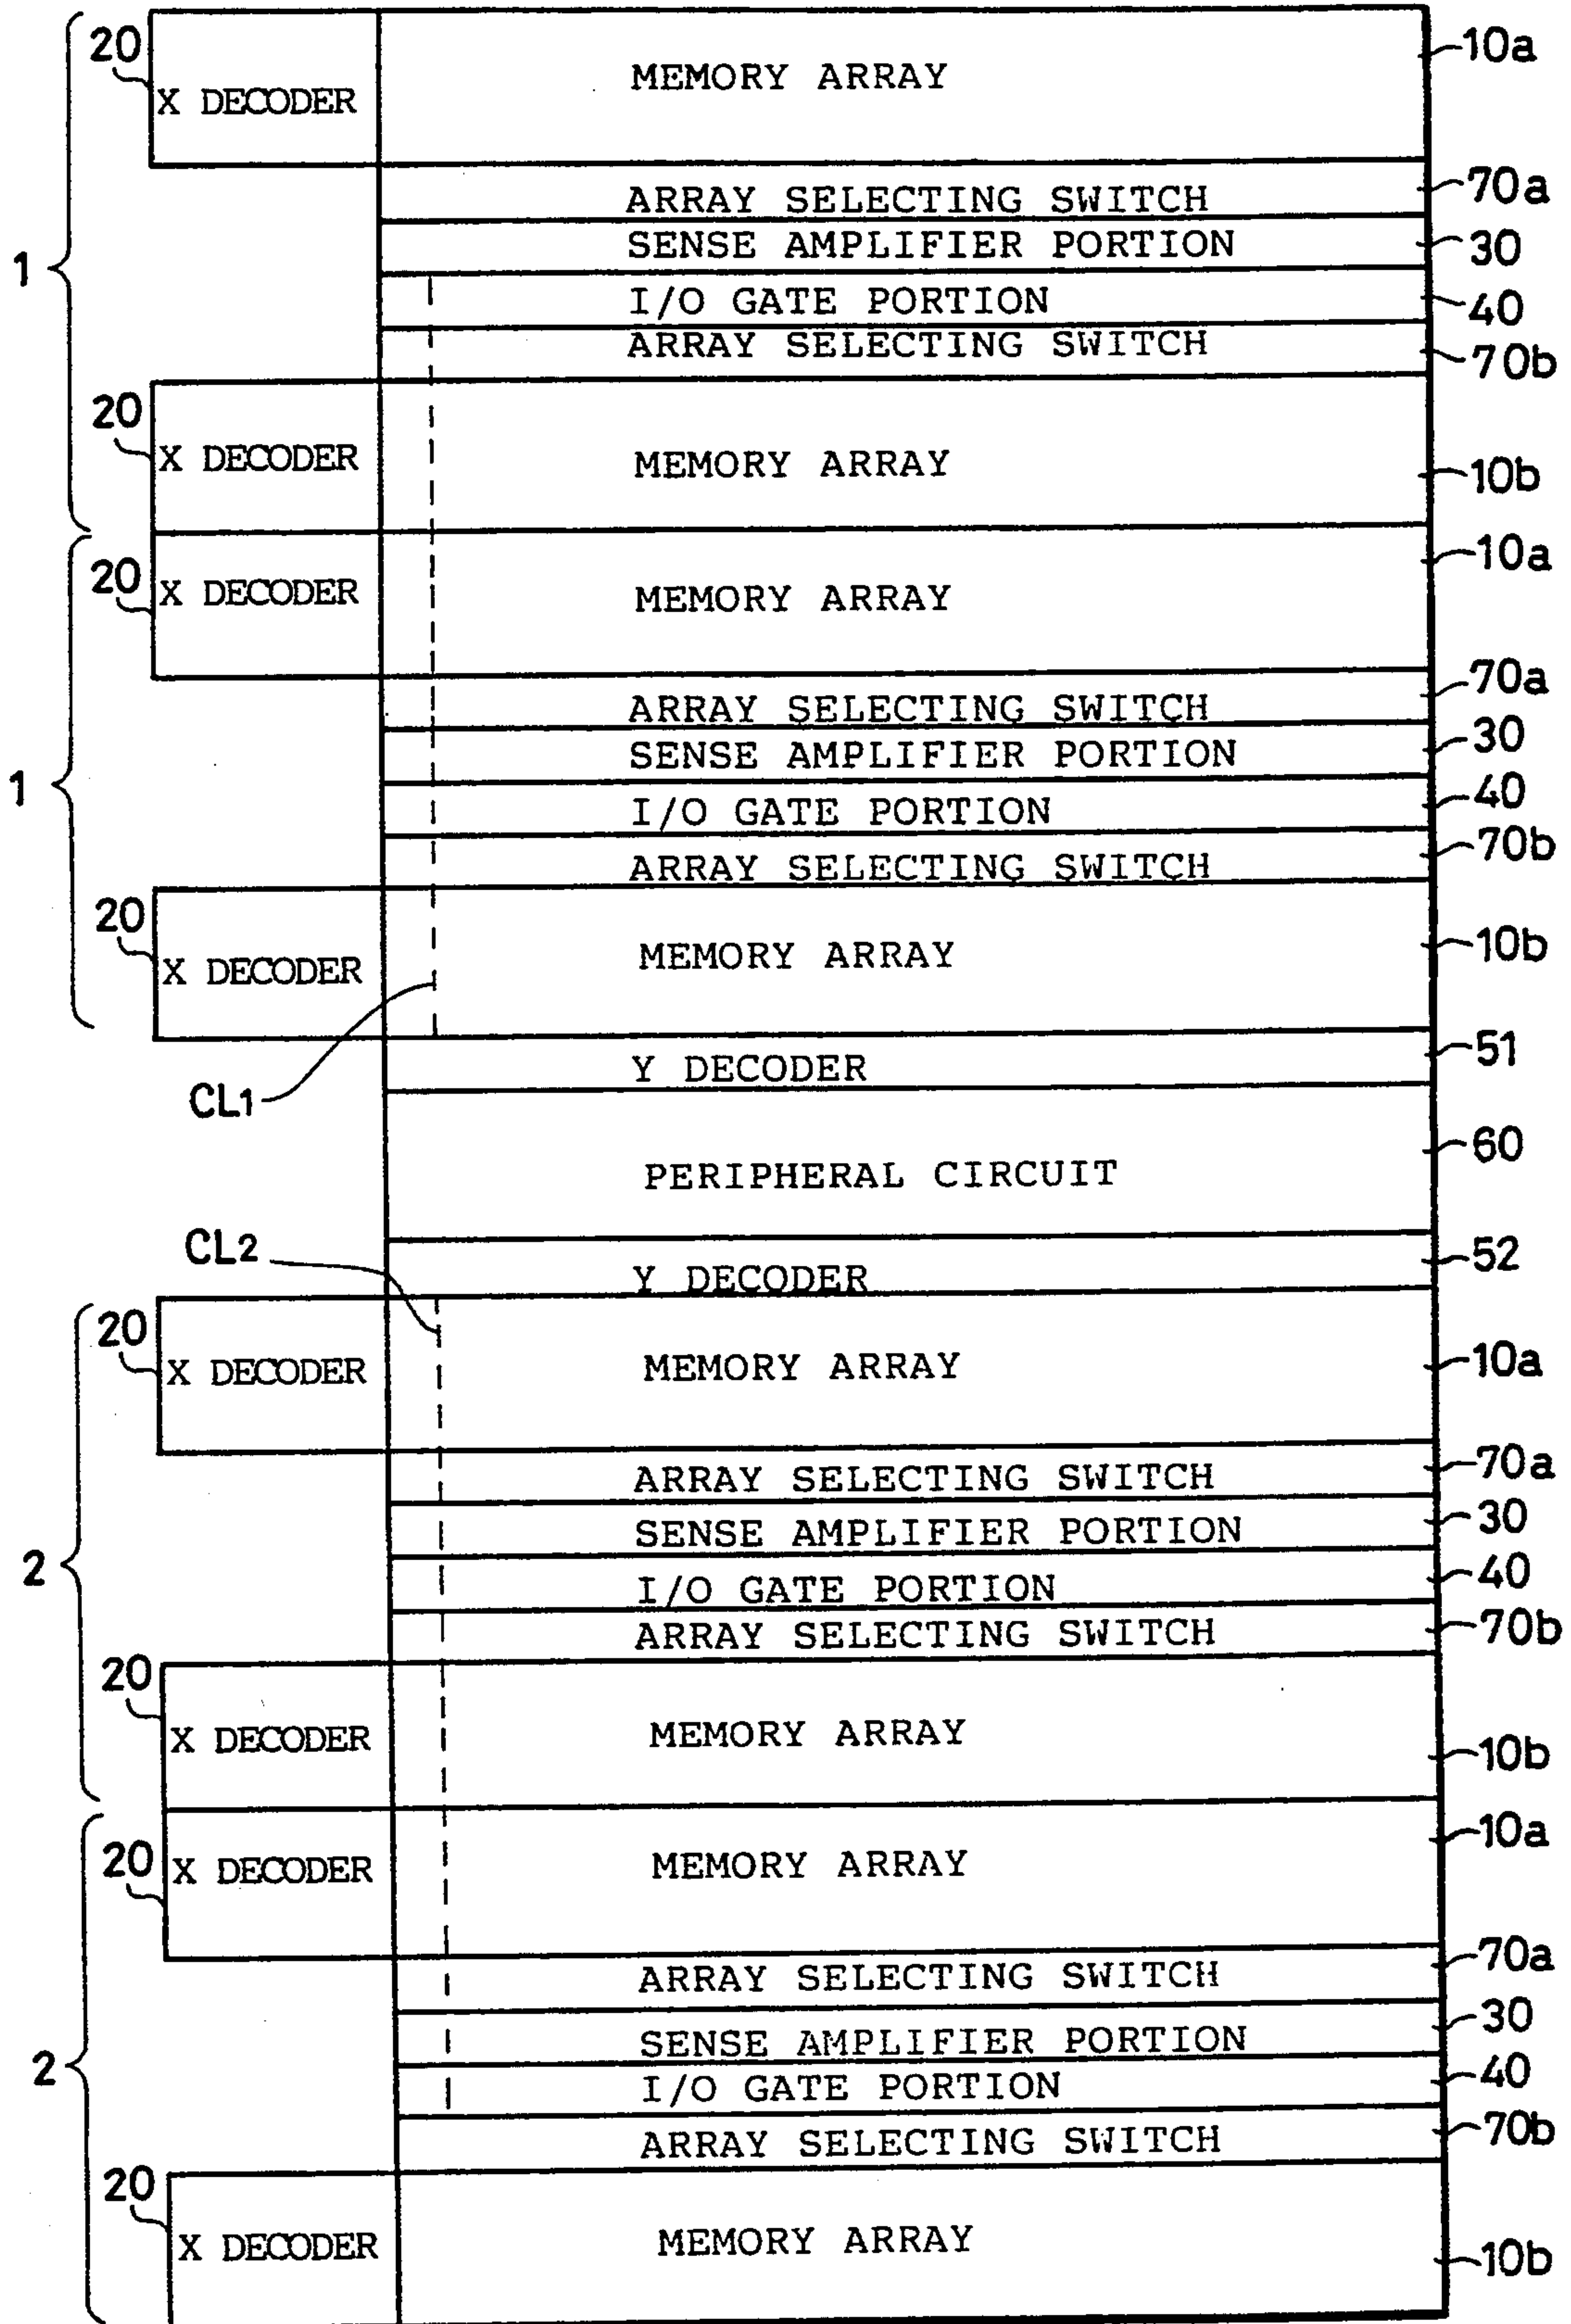 20 MEMORY ARRAY 10a
X DECODER
ARRAY SELECTING SWITCH 70a
1 SENSE AMPLIFIER PORTION 30
I/O GATE PORTION 40
ARRAY SELECTING SWITCH 70b
20
X DECODER MEMORY ARRAY 10b
10a
20 X DECODER MEMORY ARRAY
70a
ARRAY SELECTING SWITCH
1 SENSE AMPLIFIER PORTION 30
I/O GATE PORTION 40
ARRAY SELECTING SWITCH 70b
20
X DECODER MEMORY ARRAY 10b
Y DECODER 51
CL1
PERIPHERAL CIRCUIT 60
CL2
Y DECODER 52
20
X DECODER MEMORY ARRAY 10a
ARRAY SELECTING SWITCH 70a
SENSE AMPLIFIER PORTION 30
2 I/O GATE PORTION 40
ARRAY SELECTING SWITCH 70b
20
X DECODER MEMORY ARRAY 10b
10a
20 X DECODER MEMORY ARRAY
ARRAY SELECTING SWITCH 70a
SENSE AMPLIFIER PORTION 30
2 I/O GATE PORTION 40
ARRAY SELECTING SWITCH 70b
20
X DECODER MEMORY ARRAY 10b